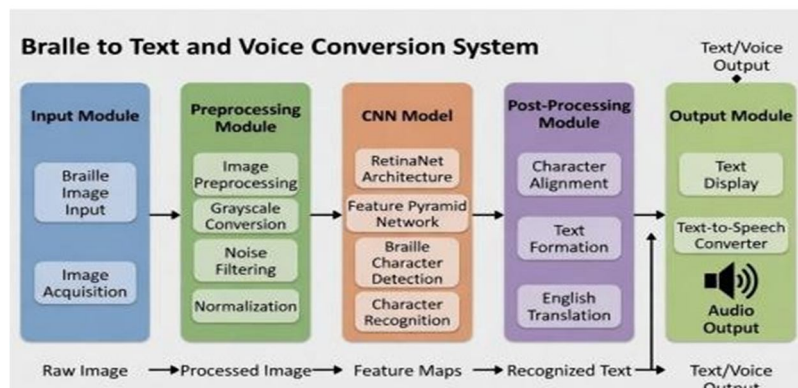 Bralle to Text and Voice Conversion System
Text/Voice
Output
Input Module
Braille
Image
Input
Image
Acquisition
Preprocessing
Module
Image
Preprocessing
Grayscale
Conversion
Noise
Filtering
Normalization
CNN Model
RetinaNet
Architecture
Feature Pyramid
Network
Braille
Character
Detection
Character
Recognition
Post-Processing
Module
Character
Alignment
Text
Formation
English
Translation
Output Module
Text
Display
Text-to-Speech
Converter
Audio
Output
Raw Image
Processed Image
Feature Maps
Recognized Text
Text/Voice
Output